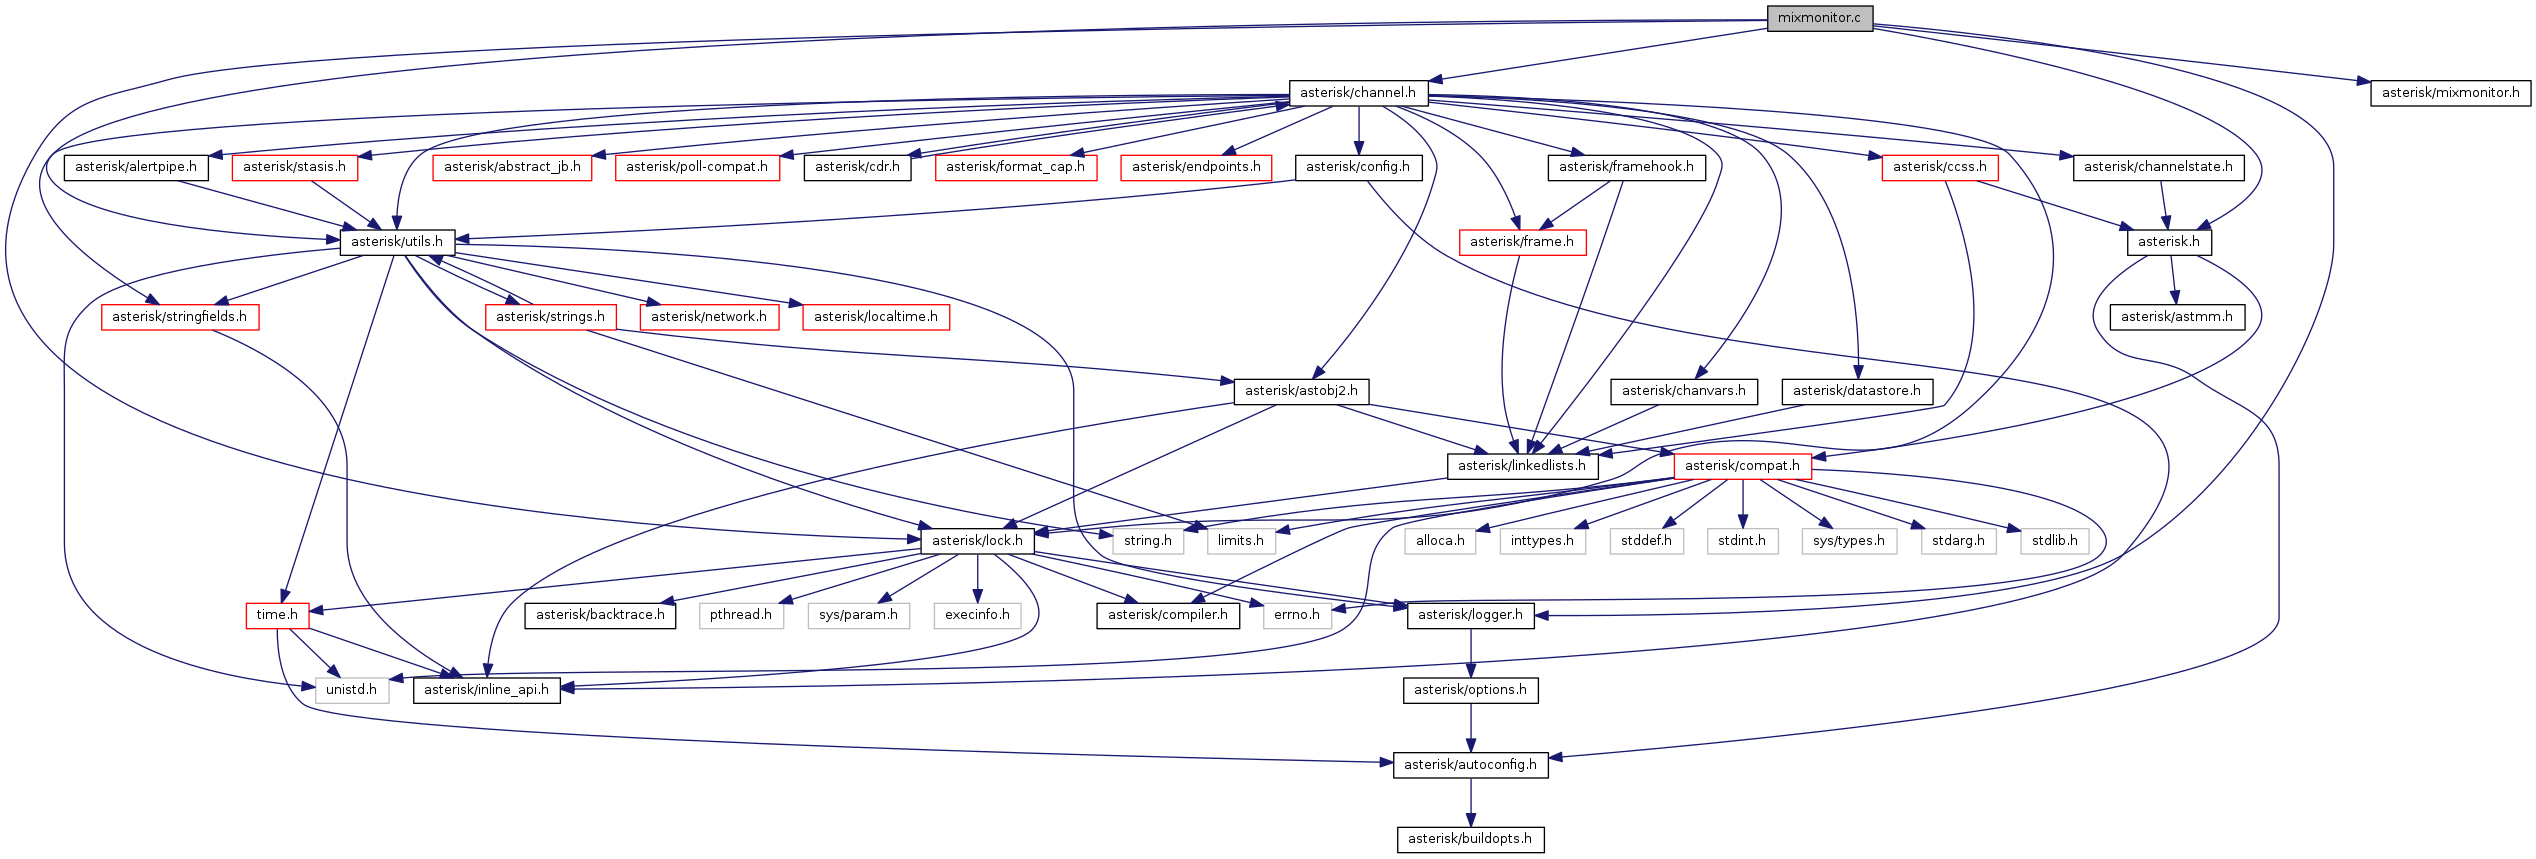 mixmonitor.c
asterisk/channel.h
asterisk/mixmonitor.h
asterisk/alertpipe.h
asterisk/stasis.h
asterisk/abstract_jb.h
asterisk/poll-compat.h
asterisk/cdr.h
asterisk/format_cap.h
asterisk/endpoints.h
asterisk/config.h
asterisk/framehook.h
asterisk/ccss.h
asterisk/channelstate.h
asterisk/utils.h
asterisk/frame.h
asterisk.h
asterisk/stringfields.h
asterisk/strings.h
asterisk/network.h
asterisk/localtime.h
asterisk/astmm.h
asterisk/astobj2.h
asterisk/chanvars.h
asterisk/datastore.h
asterisk/linkedlists.h
asterisk/compat.h
asterisk/lock.h
string.h
limits.h
alloca.h
inttypes.h
stddef.h
stdint.h
sys/types.h
stdarg.h
stdlib.h
time.h
asterisk/backtrace.h
pthread.h
sys/param.h
execinfo.h
asterisk/compiler.h
errno.h
asterisk/logger.h
unistd.h
asterisk/inline_api.h
asterisk/options.h
asterisk/autoconfig.h
asterisk/buildopts.h